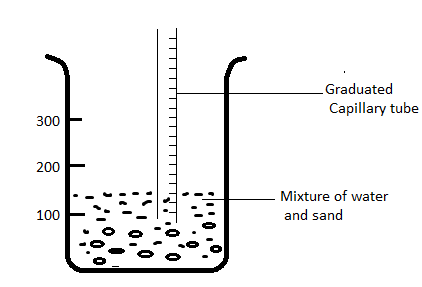 Graduated
Capillary tube
300
200
Mixture of water
and sand
100